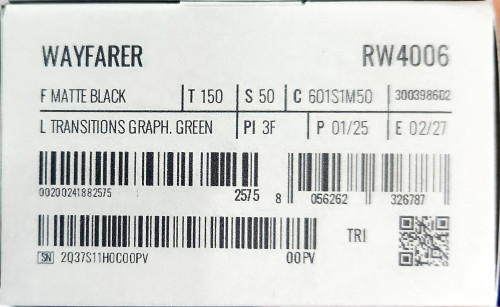 WAYFARER RW4006
F MATTE BLACK T 150 S 50 C 601S1M50 300398602
L TRANSITIONS GRAPH. GREEN PI 3F P 01/25 E 02/27
00200241882575 2575 8 056262 326787
TRI
SN 2Q37S11H0C00PV 00PV